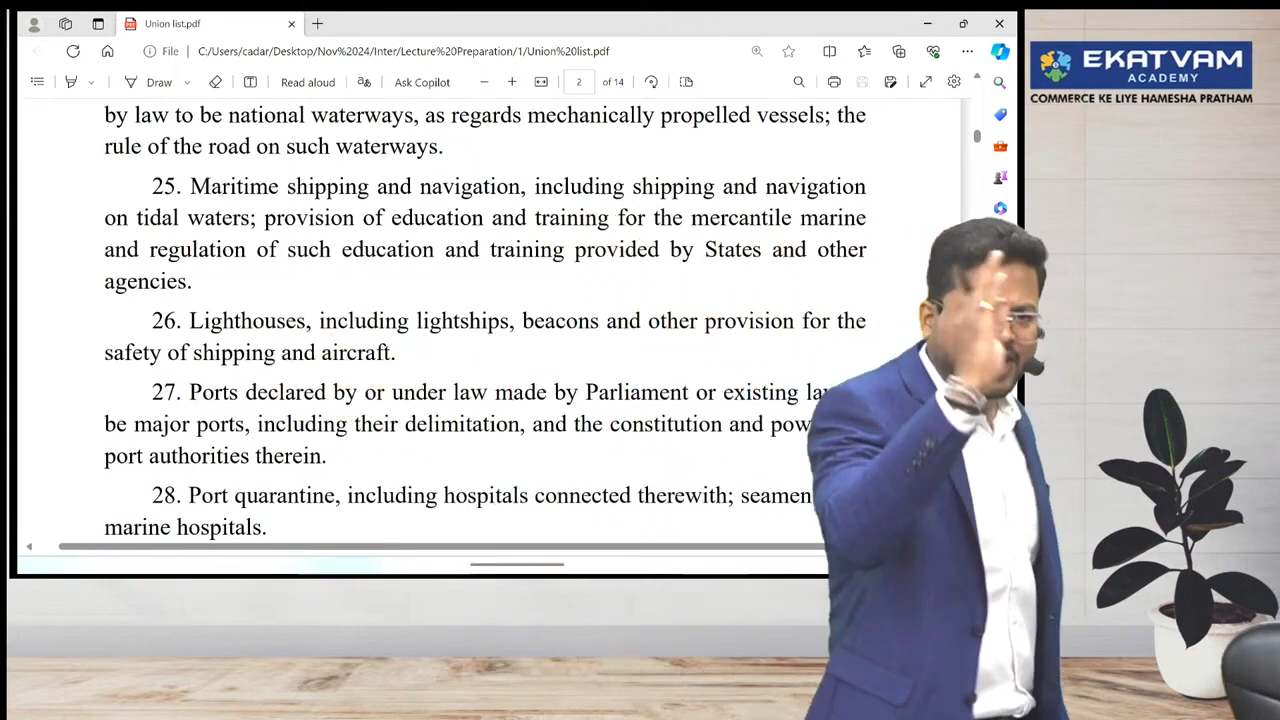 Union list.pdf
File
C:/Users/cadar/Desktop/Nov%2024/Inter/Lecture%20Preparation/1/Union%20list.pdf
Draw
Read aloud
Ask Copilot
2 of 14
EKATVAM
ACADEMY
COMMERCE KE LIYE HAMESHA PRATHAM
by law to be national waterways, as regards mechanically propelled vessels; the
rule of the road on such waterways.
25. Maritime shipping and navigation, including shipping and navigation
on tidal waters; provision of education and training for the mercantile marine
and regulation of such education and training provided by States and other
agencies.
26. Lighthouses, including lightships, beacons and other provision for the
safety of shipping and aircraft.
27. Ports declared by or under law made by Parliament or existing
be major ports, including their delimitation, and the constitution and
port authorities therein.
28. Port quarantine, including hospitals connected therewith; seamen
marine hospitals.